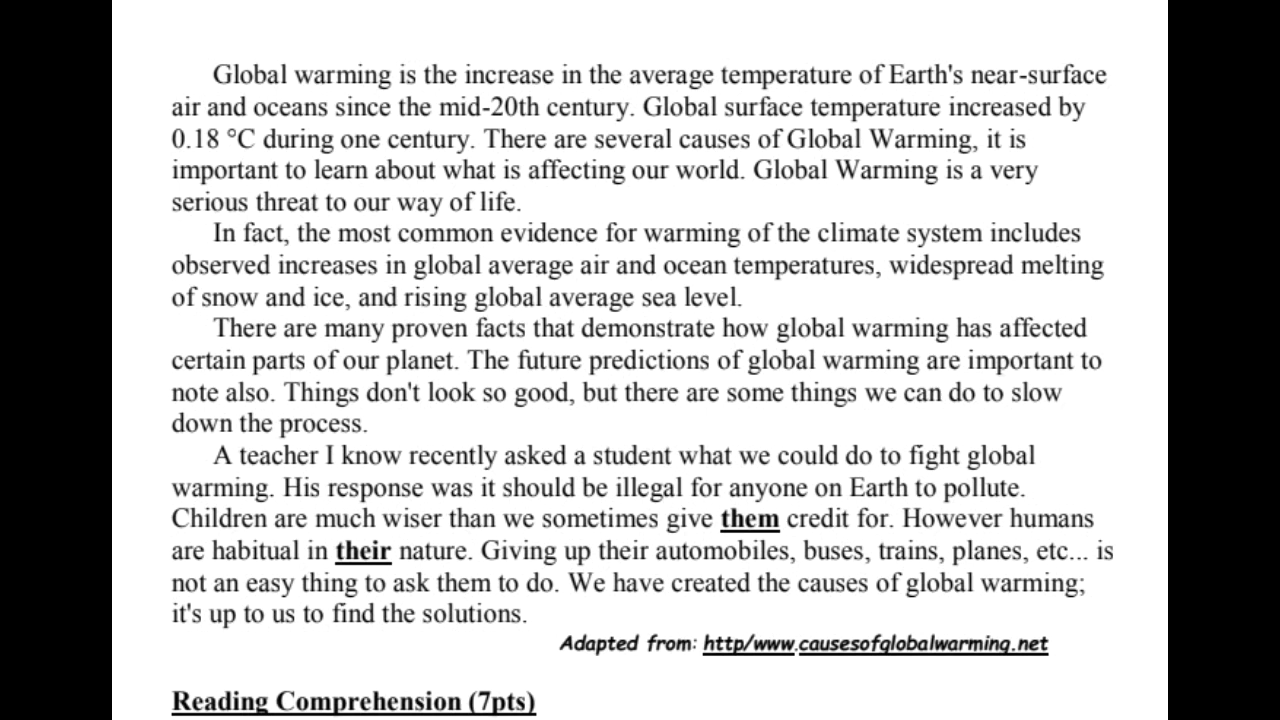 Global warming is the increase in the average temperature of Earth's near-surface
air and oceans since the mid-20th century. Global surface temperature increased by
0.18 °C during one century. There are several causes of Global Warming, it is
important to learn about what is affecting our world. Global Warming is a very
serious threat to our way of life.
In fact, the most common evidence for warming of the climate system includes
observed increases in global average air and ocean temperatures, widespread melting
of snow and ice, and rising global average sea level.
There are many proven facts that demonstrate how global warming has affected
certain parts of our planet. The future predictions of global warming are important to
note also. Things don't look so good, but there are some things we can do to slow
down the process.
A teacher I know recently asked a student what we could do to fight global
warming. His response was it should be illegal for anyone on Earth to pollute.
Children are much wiser than we sometimes give them credit for. However humans
are habitual in their nature. Giving up their automobiles, buses, trains, planes, etc... is
not an easy thing to ask them to do. We have created the causes of global warming;
it's up to us to find the solutions.
Adapted from: http/www.causesofglobalwarming.net
Reading Comprehension (7pts)